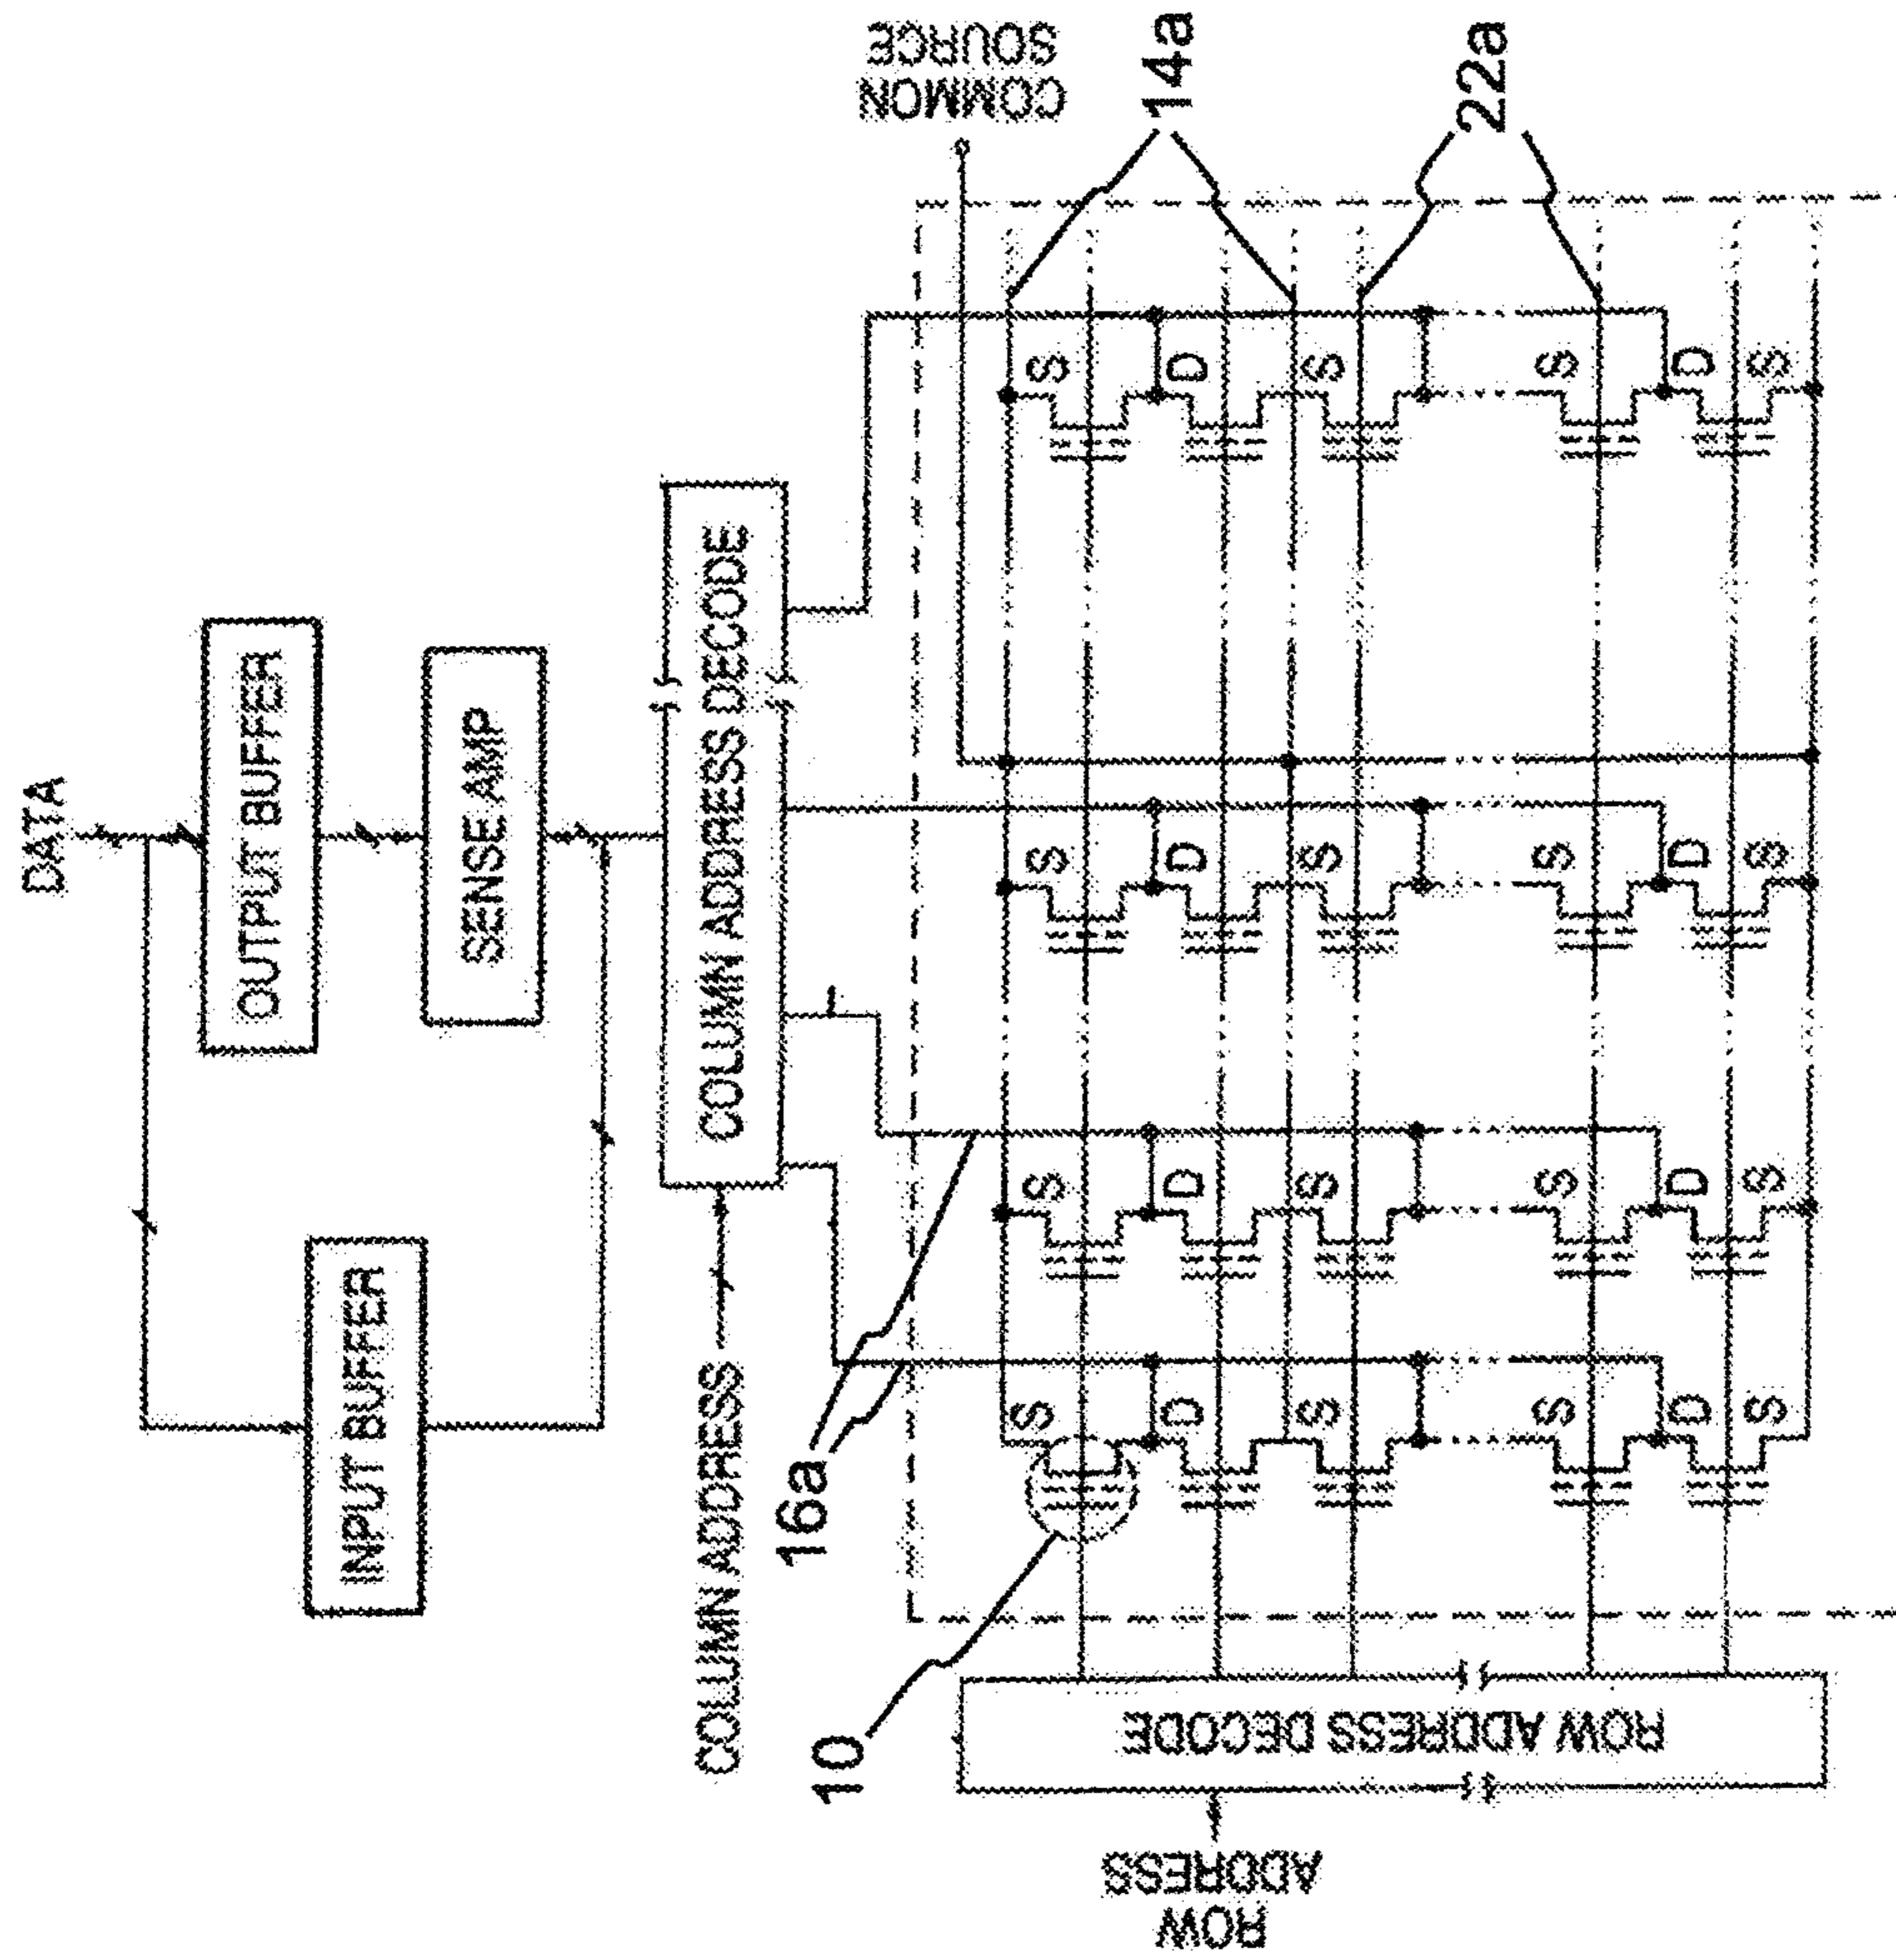 DATA
OUTPUT BUFFER
INPUT BUFFER
SENSE AMP
COLUMN ADDRESS
COLUMN ADDRESS DECODE
COMMON
SOURCE
16a
14a
22a
10
ROW
ADDRESS
ROW ADDRESS DECODE
S
S
S
S
D
D
D
D
S
S
S
S
S
S
S
S
D
D
D
D
S
S
S
S